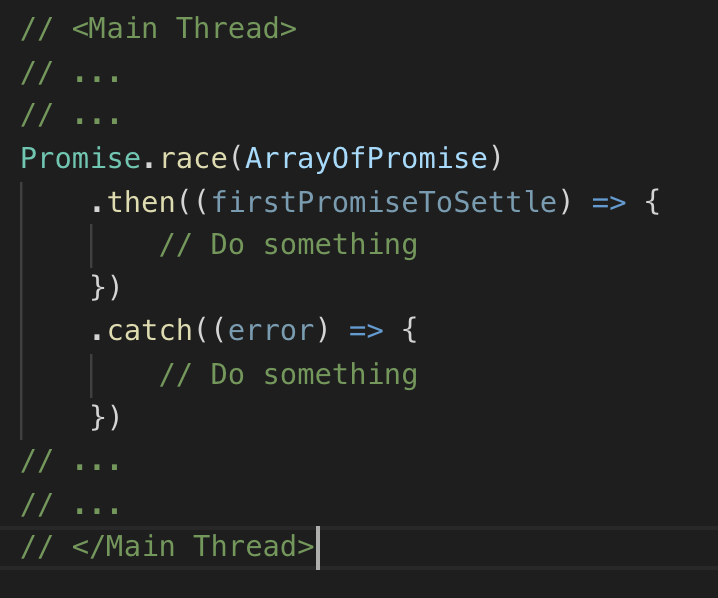 // <Main Thread>
// ...
// ...
Promise.race(ArrayOfPromise)
    .then((firstPromiseToSettle) => {
        // Do something
    })
    .catch((error) => {
        // Do something
    })
// ...
// ...
// </Main Thread>